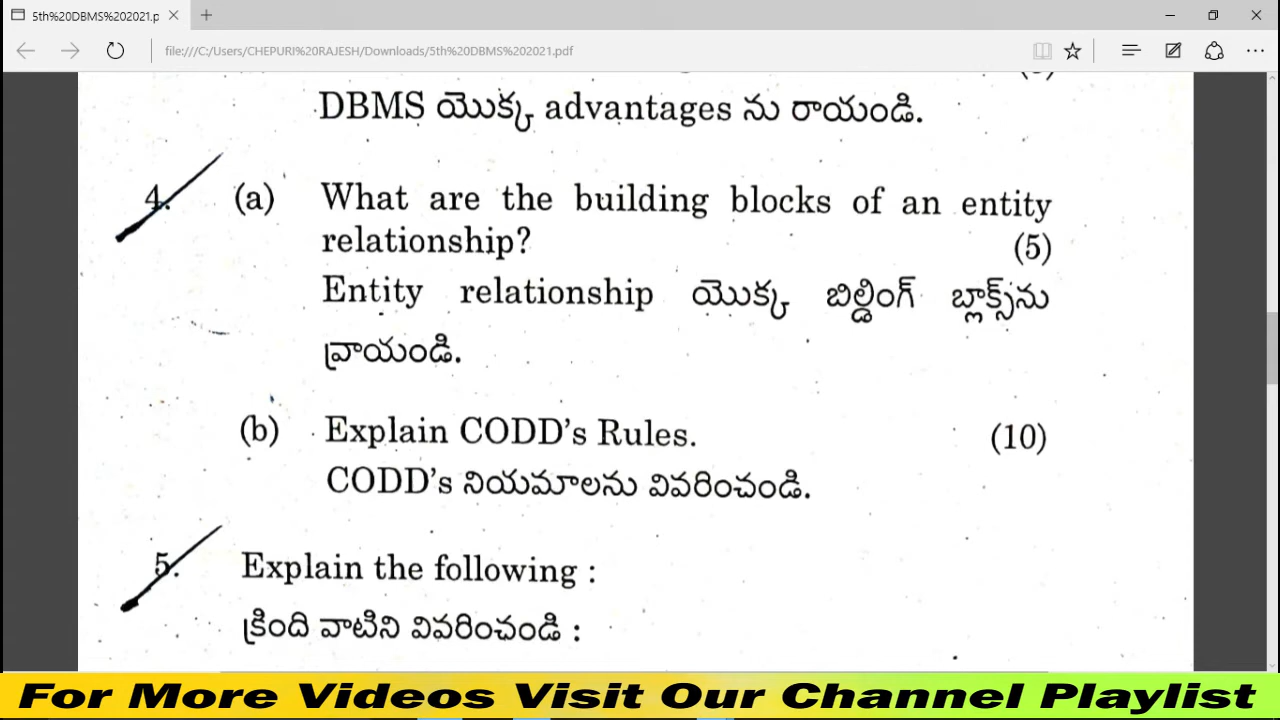 5th%20DBMS%202021.p
file:///C:/Users/CHEPURI%20RAJESH/Downloads/5th%20DBMS%202021.pdf
DBMS యొక్క advantages ను రాయండి.
4. (a) What are the building blocks of an entity
relationship? (5)
Entity relationship యొక్క బిల్డింగ్ బ్లాక్స్‌ను
వ్రాయండి.
(b) Explain CODD's Rules. (10)
CODD's నియమాలను వివరించండి.
5. Explain the following :
క్రింది వాటిని వివరించండి :
For More Videos Visit Our Channel Playlist